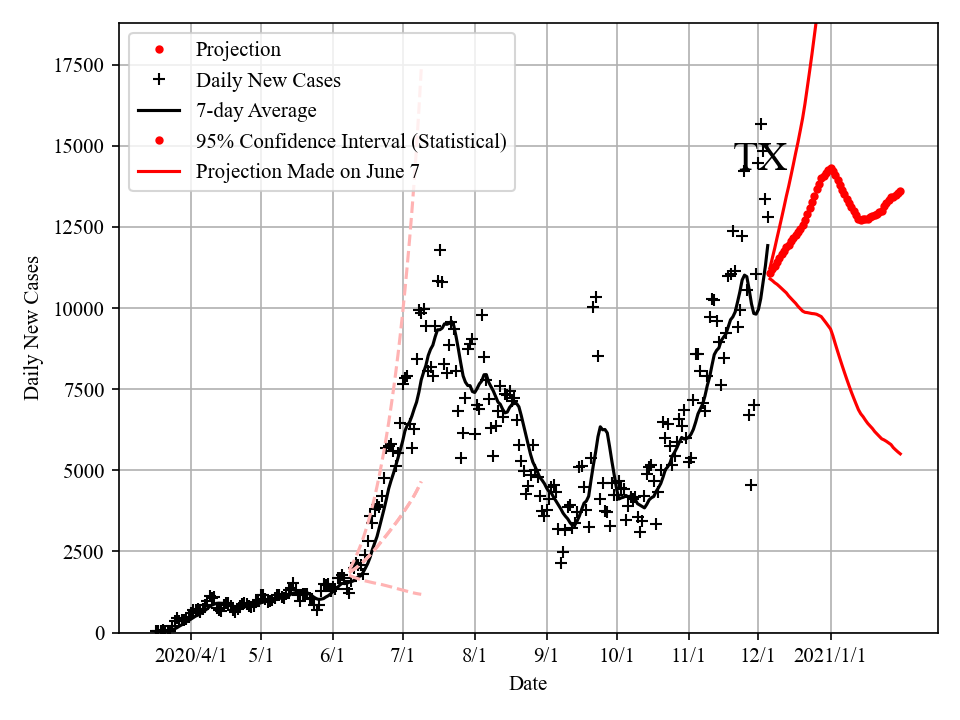 Projection
Daily New Cases
7-day Average
95% Confidence Interval (Statistical)
Projection Made on June 7
TX
17500
15000
12500
10000
7500
5000
2500
0
Daily New Cases
2020/4/1 5/1 6/1 7/1 8/1 9/1 10/1 11/1 12/1 2021/1/1
Date